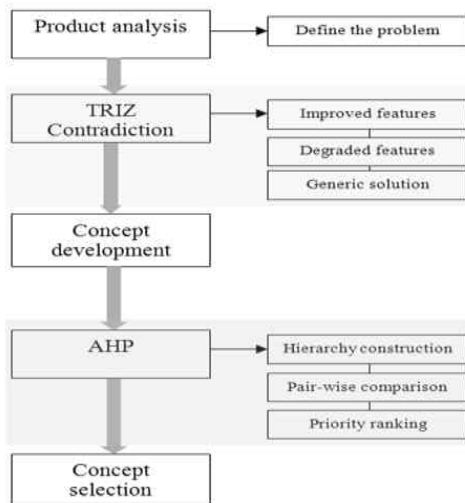 Product analysis
Define the problem
TRIZ
Contradiction
Improved features
Degraded features
Generic solution
Concept
development
AHP
Hierarchy construction
Pair-wise comparison
Priority ranking
Concept
selection